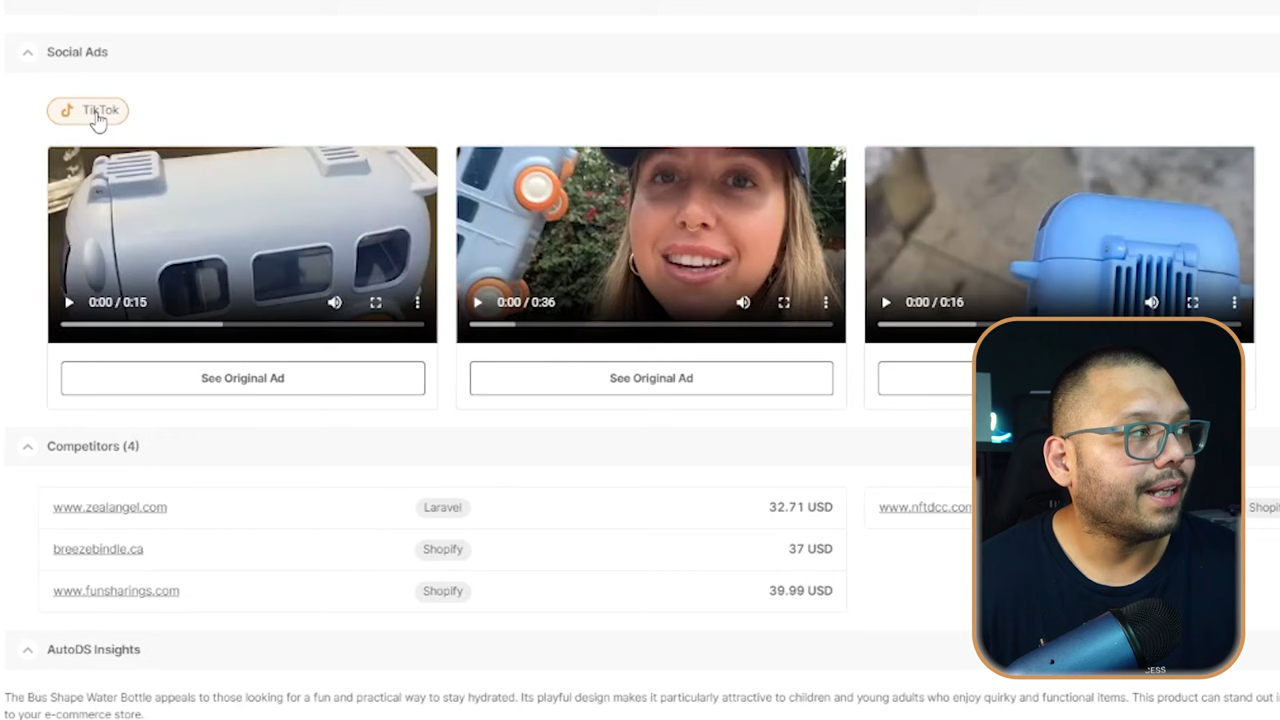 Social Ads
TikTok
0:00 / 0:15
0:00 / 0:36
0:00 / 0:16
See Original Ad
See Original Ad
Competitors (4)
www.zealangel.com
Laravel
32.71 USD
www.nftdcc.com
Shopif
breezebindle.ca
Shopify
37 USD
www.funsharings.com
Shopify
39.99 USD
AutoDS Insights
CESS
The Bus Shape Water Bottle appeals to those looking for a fun and practical way to stay hydrated. Its playful design makes it particularly attractive to children and young adults who enjoy quirky and functional items. This product can stand out i
to your e-commerce store.